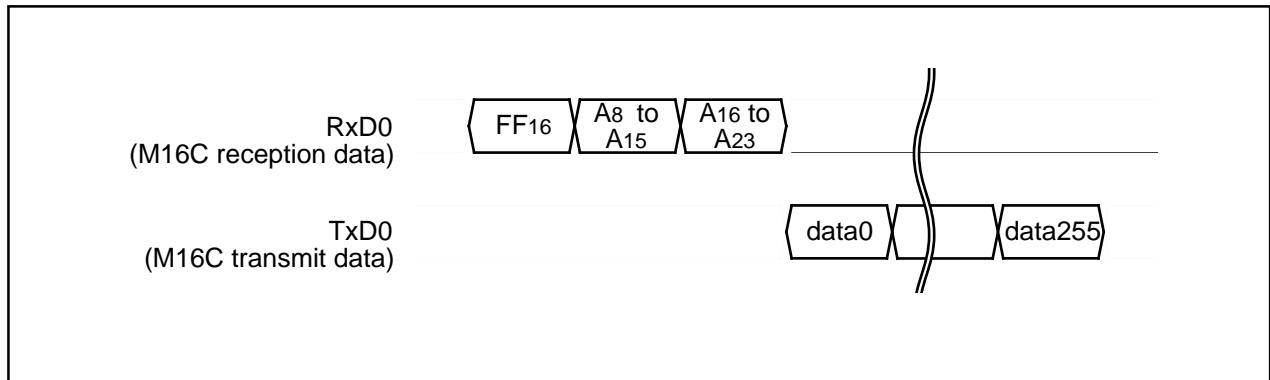 RxD0
(M16C reception data)
FF16
A8 to
A15
A16 to
A23
TxD0
(M16C transmit data)
data0
data255